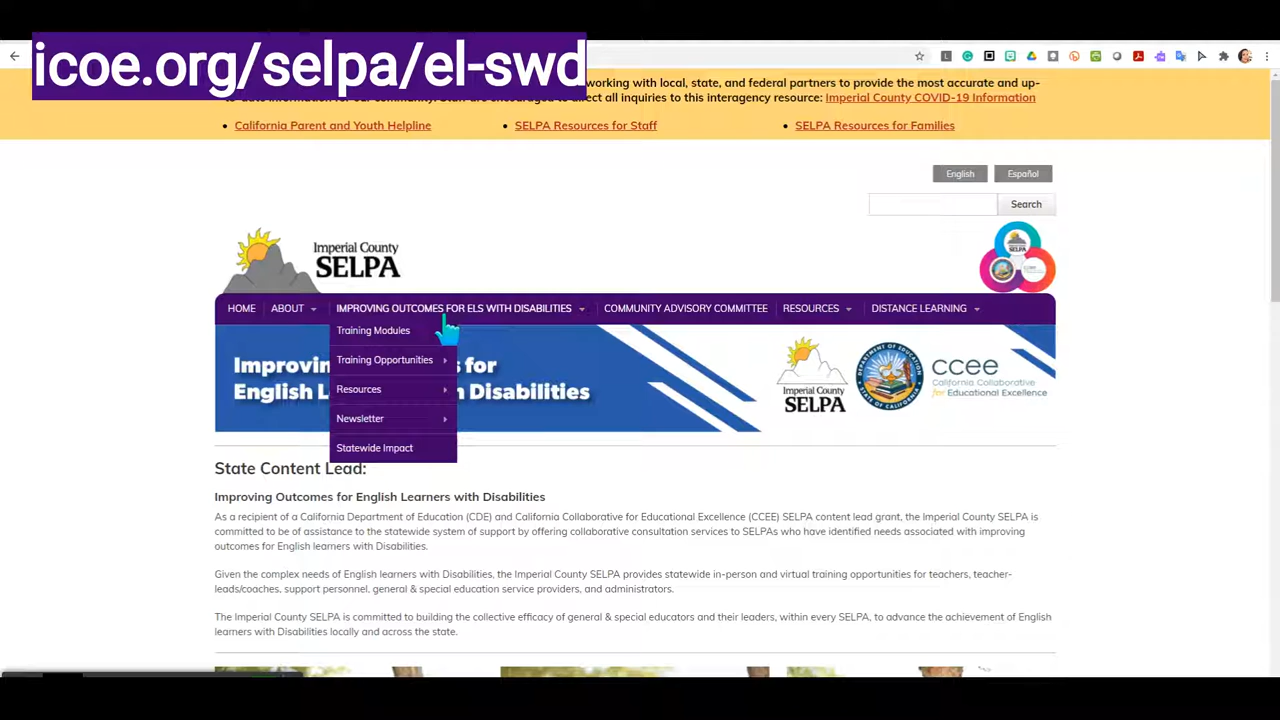 icoe.org/selpa/el-swd
working with local, state, and federal partners to provide the most accurate and up-
all inquiries to this interagency resource: Imperial County COVID-19 Information
• California Parent and Youth Helpline
• SELPA Resources for Staff
• SELPA Resources for Families
English
Español
Search
Imperial County
SELPA
HOME
ABOUT
IMPROVING OUTCOMES FOR ELS WITH DISABILITIES
COMMUNITY ADVISORY COMMITTEE
RESOURCES
DISTANCE LEARNING
Training Modules
Training Opportunities
Resources
Newsletter
Statewide Impact
for
English Disabilities
Imperial County
SELPA
ccee
California Collaborative
for Educational Excellence
State Content Lead:
Improving Outcomes for English Learners with Disabilities
As a recipient of a California Department of Education (CDE) and California Collaborative for Educational Excellence (CCEE) SELPA content lead grant, the Imperial County SELPA is
committed to be of assistance to the statewide system of support by offering collaborative consultation services to SELPAs who have identified needs associated with improving
outcomes for English learners with Disabilities.
Given the complex needs of English learners with Disabilities, the Imperial County SELPA provides statewide in-person and virtual training opportunities for teachers, teacher-
leads/coaches, support personnel, general & special education service providers, and administrators.
The Imperial County SELPA is committed to building the collective efficacy of general & special educators and their leaders, within every SELPA, to advance the achievement of English
learners with Disabilities locally and across the state.